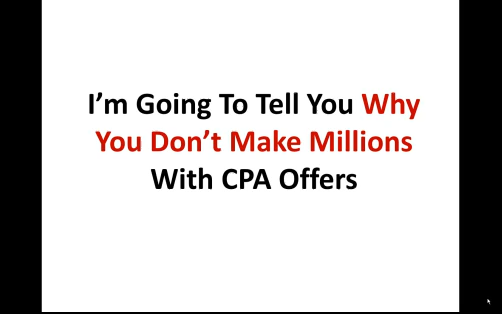 I’m Going To Tell You Why
You Don’t Make Millions
With CPA Offers